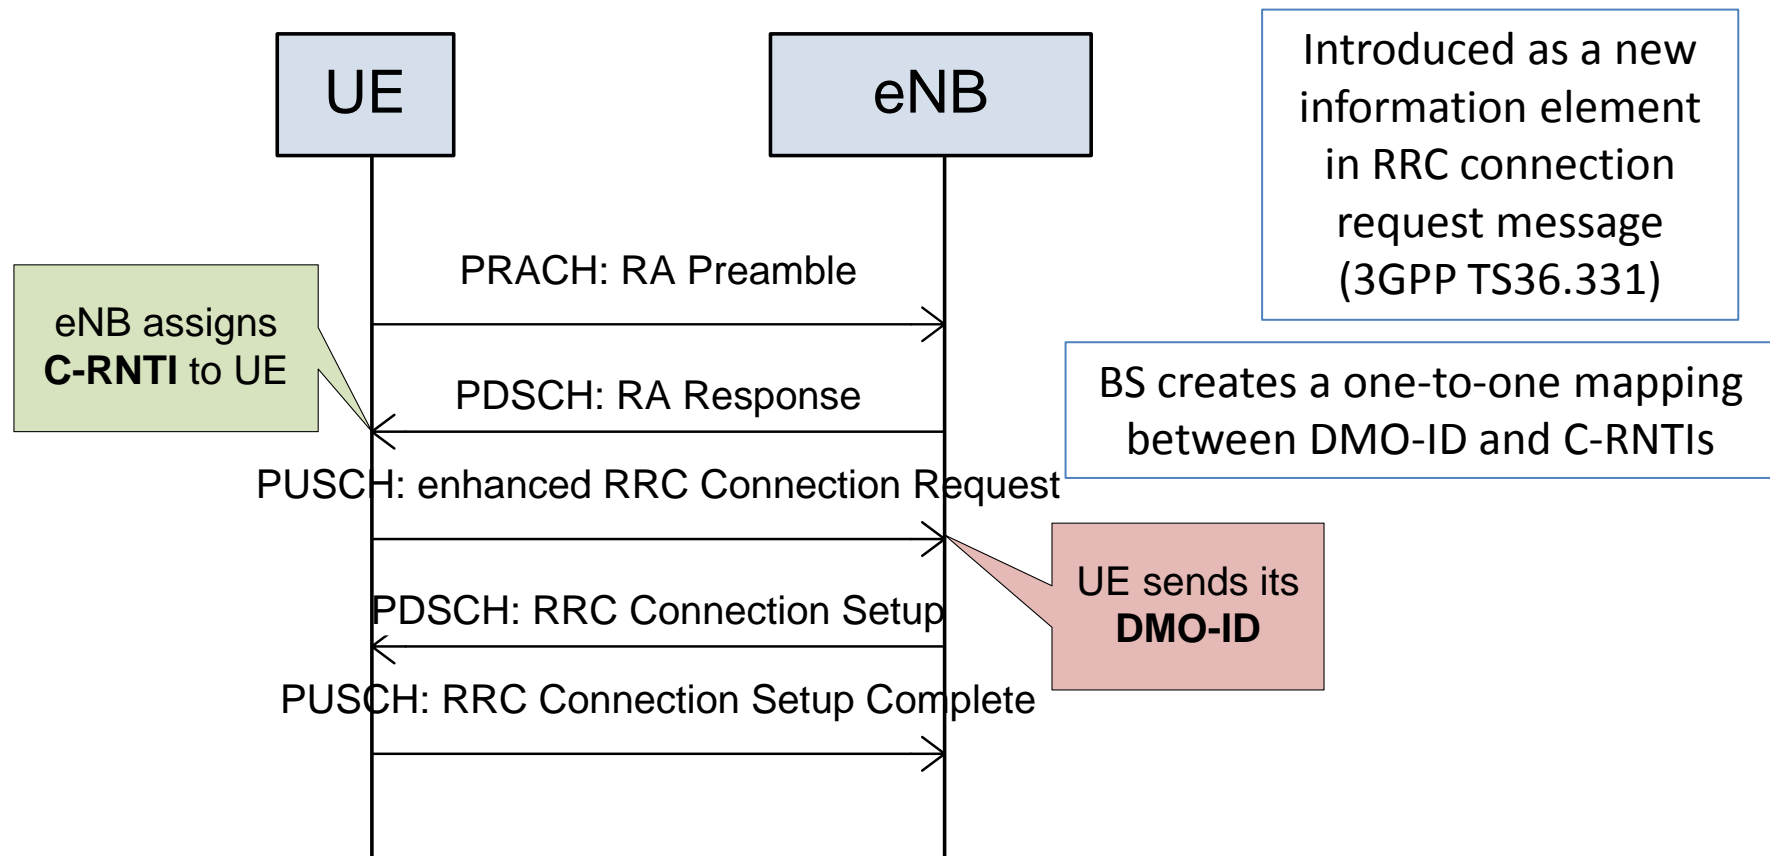 UE
eNB
Introduced as a new
information element
in RRC connection
request message
(3GPP TS36.331)
PRACH: RA Preamble
eNB assigns
C-RNTI to UE
BS creates a one-to-one mapping
between DMO-ID and C-RNTIs
PDSCH: RA Response
PUSCH: enhanced RRC Connection Request
UE sends its
DMO-ID
PDSCH: RRC Connection Setup
PUSCH: RRC Connection Setup Complete